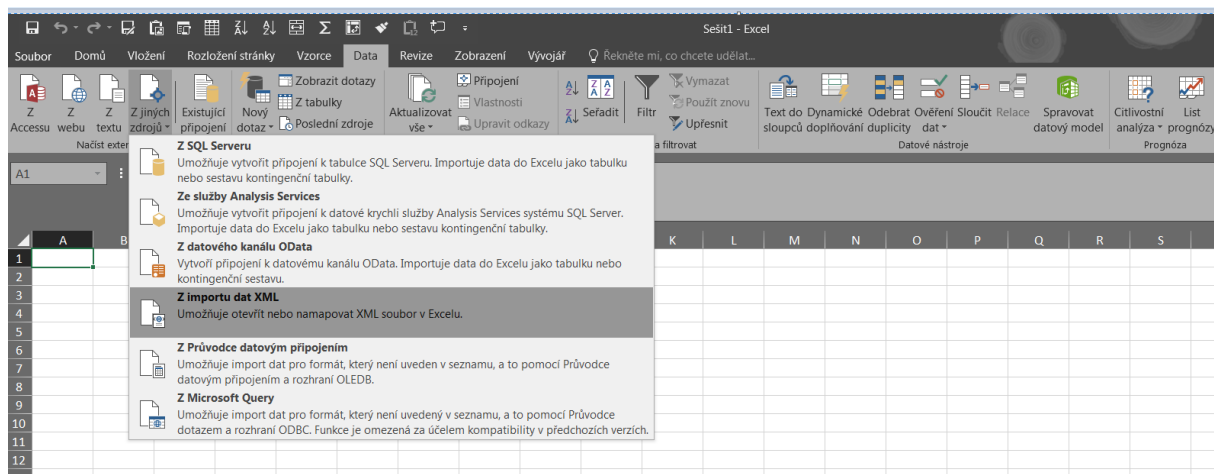 Sešit1 - Excel
Soubor Domů Vložení Rozložení stránky Vzorce Data Revize Zobrazení Vývojář Řekněte mi, co chcete udělat...
Z Accessu
Z webu
Z textu
Z jiných zdrojů
Existující připojení
Nový dotaz
Zobrazit dotazy
Z tabulky
Poslední zdroje
Aktualizovat vše
Připojení
Vlastnosti
Upravit odkazy
Seřadit
Filtr
Vymazat
Použít znovu
Upřesnit
Text do sloupců
Dynamické doplňování
Odebrat duplicity
Ověření dat
Sloučit
Relace
Spravovat datový model
Citlivostní analýza
List prognózy
Načíst exter
a filtrovat
Datové nástroje
Prognóza
A1
Z SQL Serveru
Umožňuje vytvořit připojení k tabulce SQL Serveru. Importuje data do Excelu jako tabulku
nebo sestavu kontingenční tabulky.
Ze služby Analysis Services
Umožňuje vytvořit připojení k datové krychli služby Analysis Services systému SQL Server.
Importuje data do Excelu jako tabulku nebo sestavu kontingenční tabulky.
Z datového kanálu OData
Vytvoří připojení k datovému kanálu OData. Importuje data do Excelu jako tabulku nebo
kontingenční sestavu.
Z importu dat XML
Umožňuje otevřít nebo namapovat XML soubor v Excelu.
Z Průvodce datovým připojením
Umožňuje import dat pro formát, který není uveden v seznamu, a to pomocí Průvodce
datovým připojením a rozhraní OLEDB.
Z Microsoft Query
Umožňuje import dat pro formát, který není uvedený v seznamu, a to pomocí Průvodce
dotazem a rozhraní ODBC. Funkce je omezená za účelem kompatibility v předchozích verzích.
A B K L M N O P Q R S
1
2
3
4
5
6
7
8
9
10
11
12